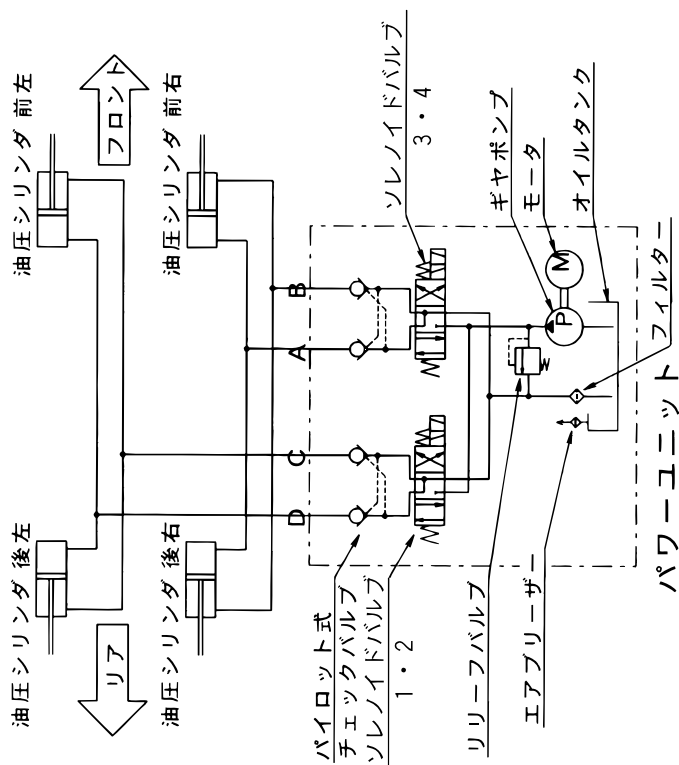 油圧シリンダ 後左
油圧シリンダ 前左
リア
フロント
油圧シリンダ 後右
油圧シリンダ 前右
D
C
A
B
パイロット式
チェックバルブ
ソレノイドバルブ
1・2
ソレノイドバルブ
3・4
リリーフバルブ
エアブリーザー
ギヤポンプ
モータ
オイルタンク
P
M
フィルター
パワーユニット